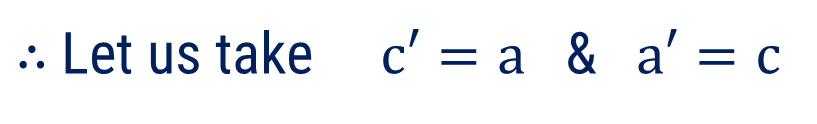 ∴ Let us take c′ = a & a′ = c